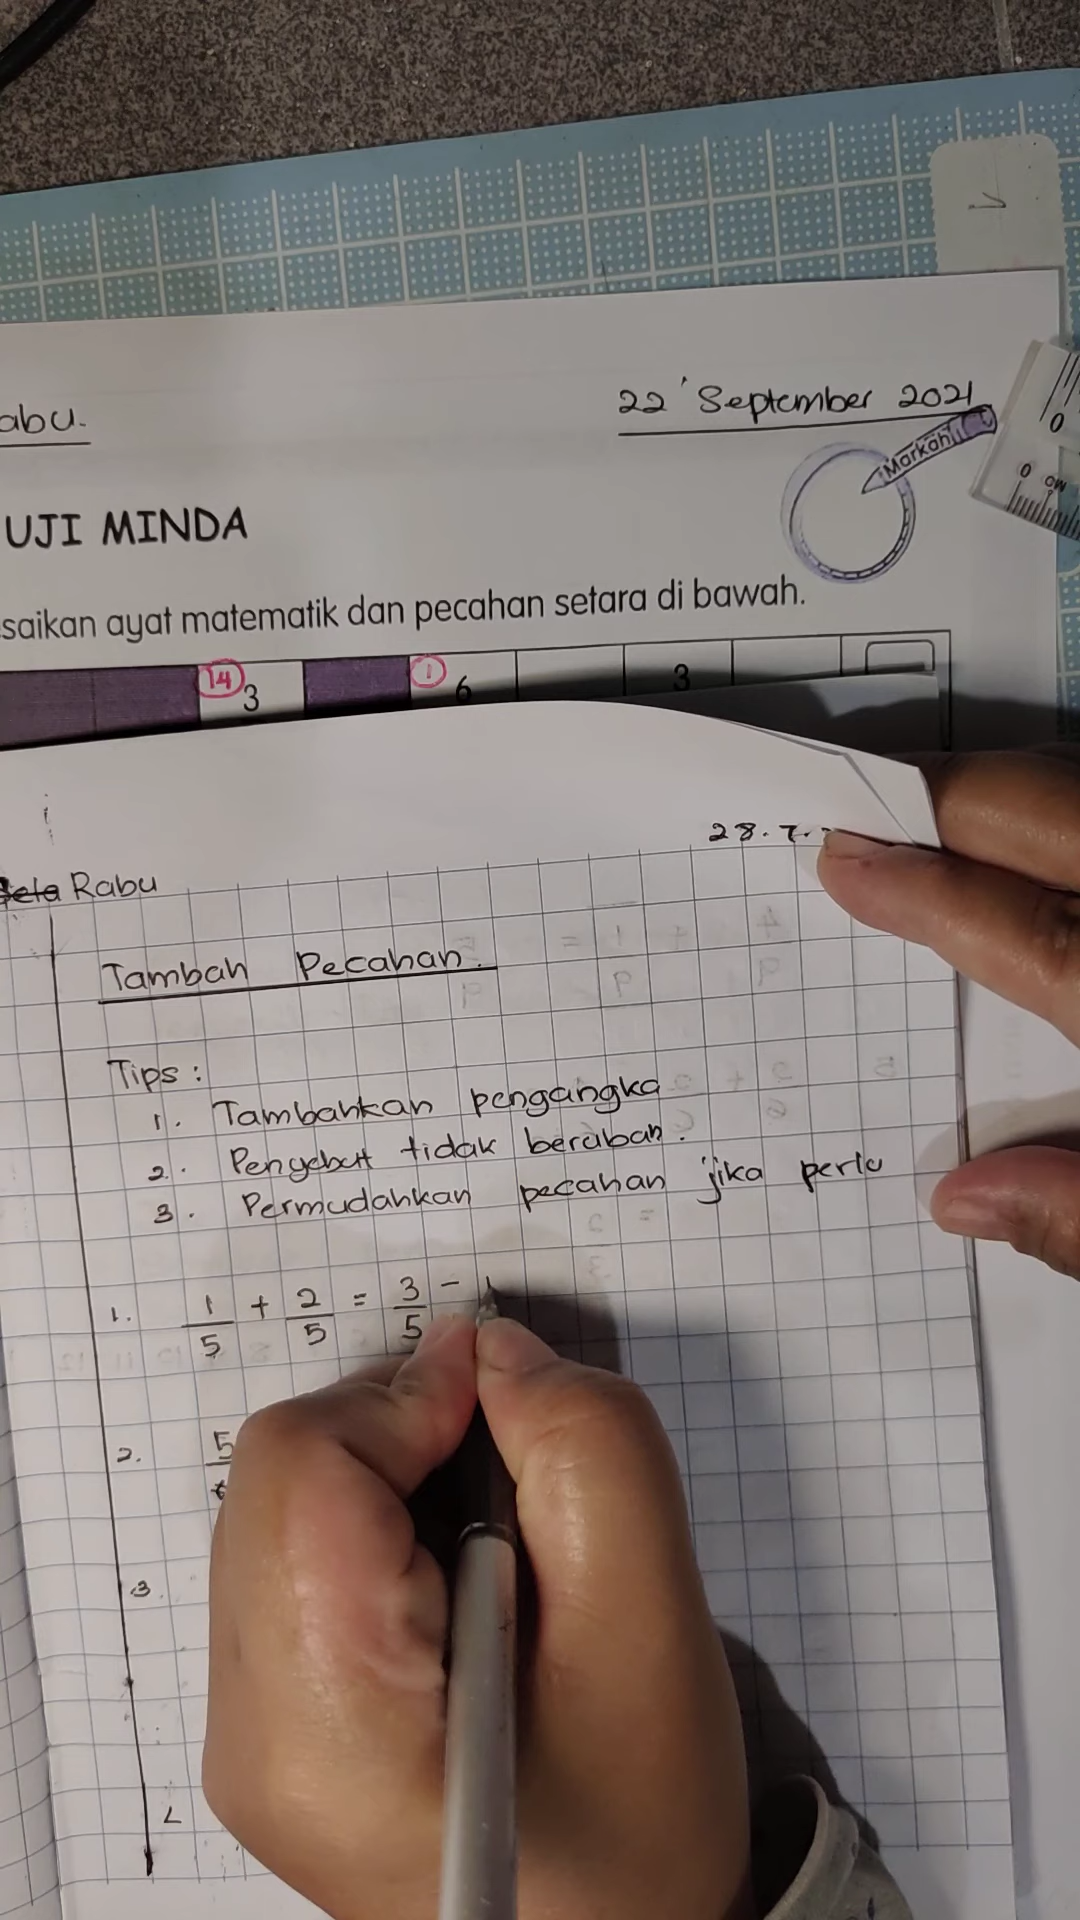 abu.
22 September 2021
Markah
UJI MINDA
saikan ayat matematik dan pecahan setara di bawah.
14 3 1 6 3
28.7.
Rabu
Tambah Pecahan.
Tips :
1. Tambahkan pengangka
2. Penyebut tidak beruban.
3. Permudahkan pecahan jika perlu
1. 1/5 + 2/5 = 3/5 -
2. 5
3.